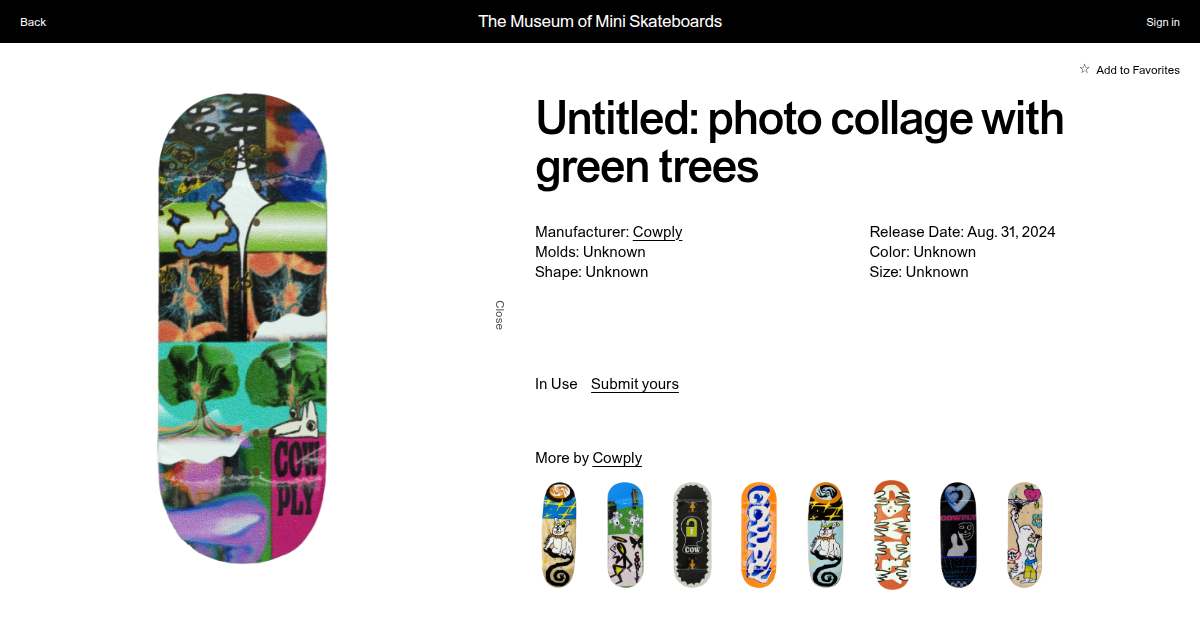 Back
The Museum of Mini Skateboards
Sign in
☆ Add to Favorites
Untitled: photo collage with
green trees
Manufacturer: Cowply
Molds: Unknown
Shape: Unknown
Release Date: Aug. 31, 2024
Color: Unknown
Size: Unknown
Close
In Use Submit yours
COW
PLY
More by Cowply
COW
COWPLY